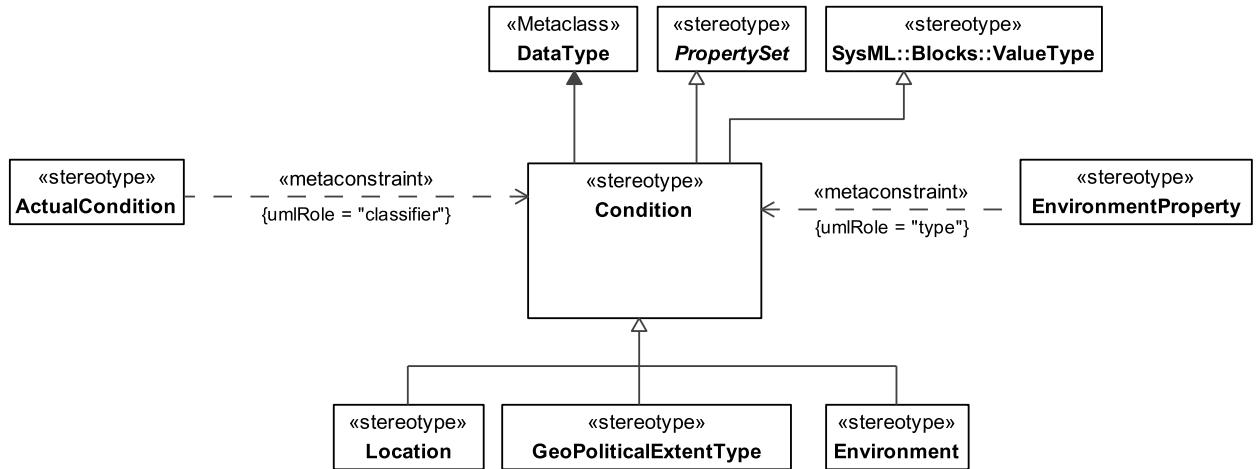 «Metaclass»
DataType
«stereotype»
PropertySet
«stereotype»
SysML::Blocks::ValueType
«stereotype»
ActualCondition
«metaconstraint»
{umlRole = "classifier"}
«stereotype»
Condition
«metaconstraint»
{umlRole = "type"}
«stereotype»
EnvironmentProperty
«stereotype»
Location
«stereotype»
GeoPoliticalExtentType
«stereotype»
Environment